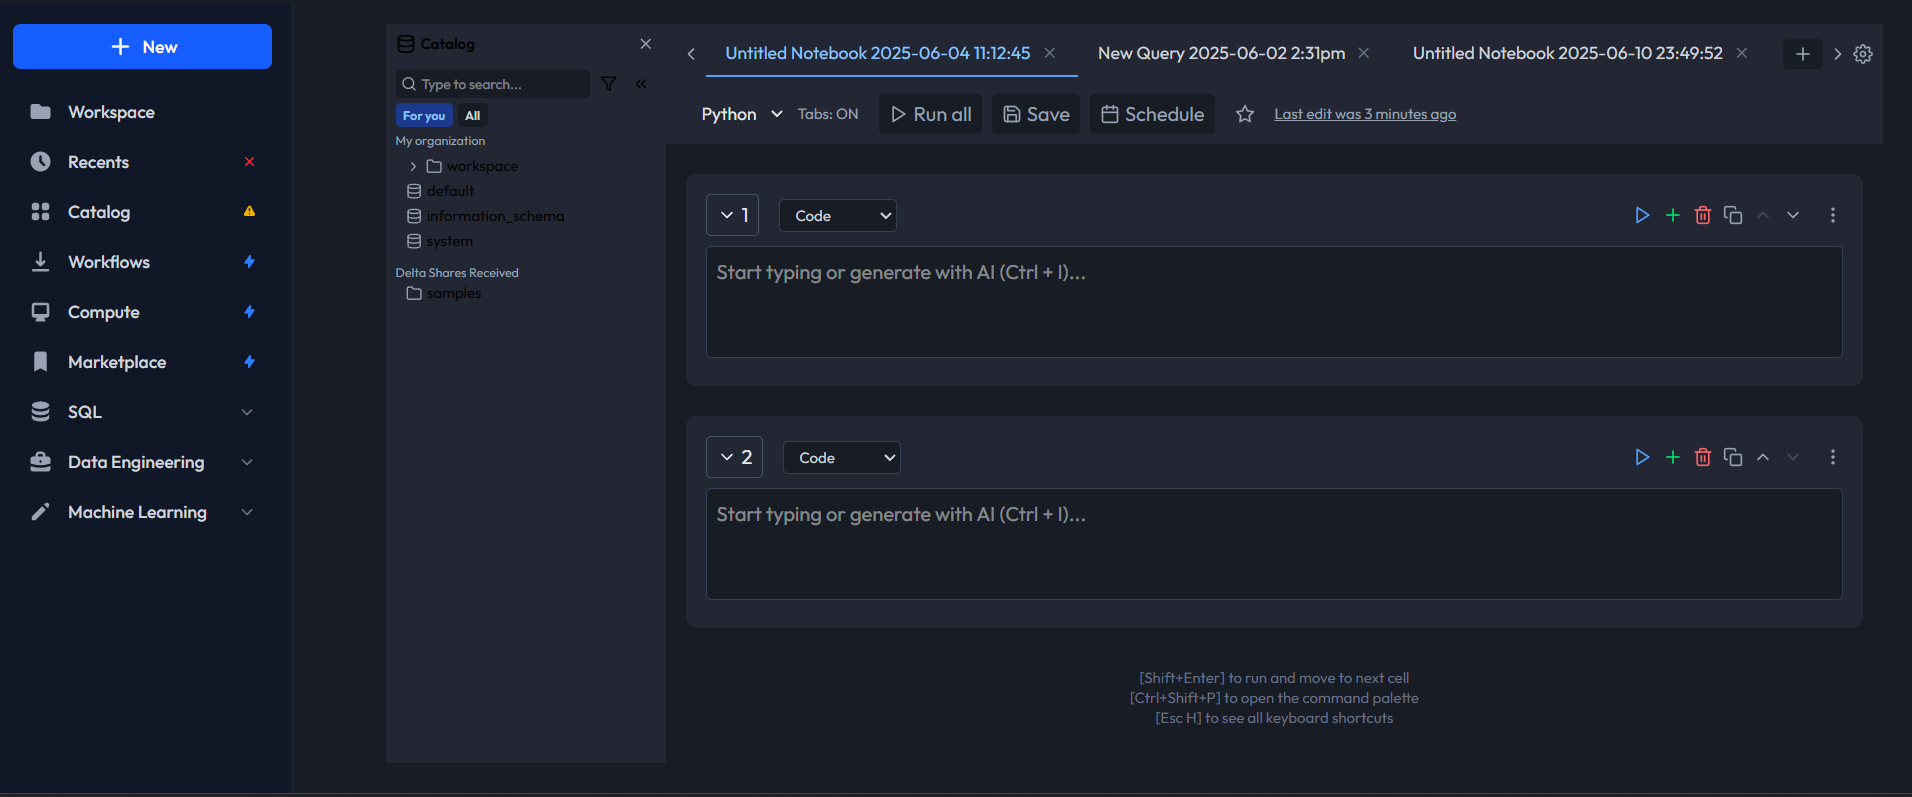 New
Workspace
Recents
Catalog
Workflows
Compute
Marketplace
SQL
Data Engineering
Machine Learning
Catalog
Type to search...
For you All
My organization
workspace
default
information_schema
system
Delta Shares Received
samples
Untitled Notebook 2025-06-04 11:12:45 New Query 2025-06-02 2:31pm Untitled Notebook 2025-06-10 23:49:52
Python Tabs: ON Run all Save Schedule Last edit was 3 minutes ago
1 Code
Start typing or generate with AI (Ctrl + I)...
2 Code
Start typing or generate with AI (Ctrl + I)...
[Shift+Enter] to run and move to next cell
[Ctrl+Shift+P] to open the command palette
[Esc H] to see all keyboard shortcuts